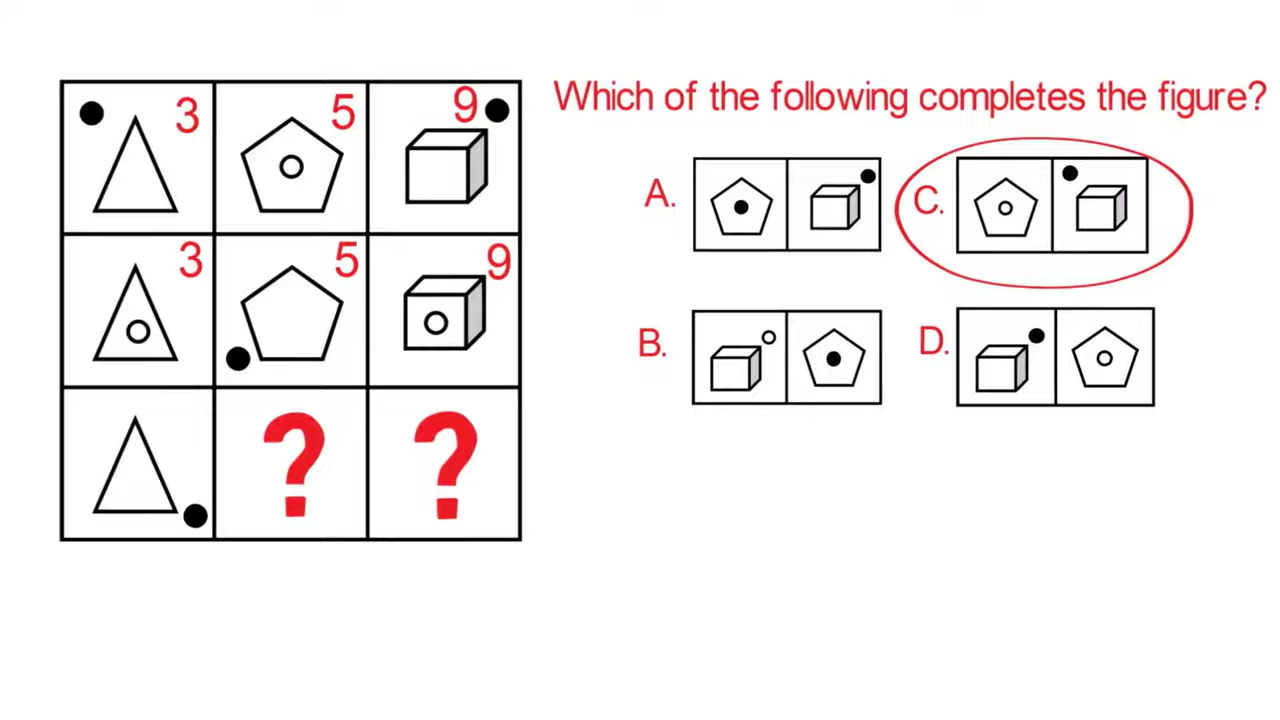 3 5 9
Which of the following completes the figure?
A. C.
3 5 9
B. D.
? ?